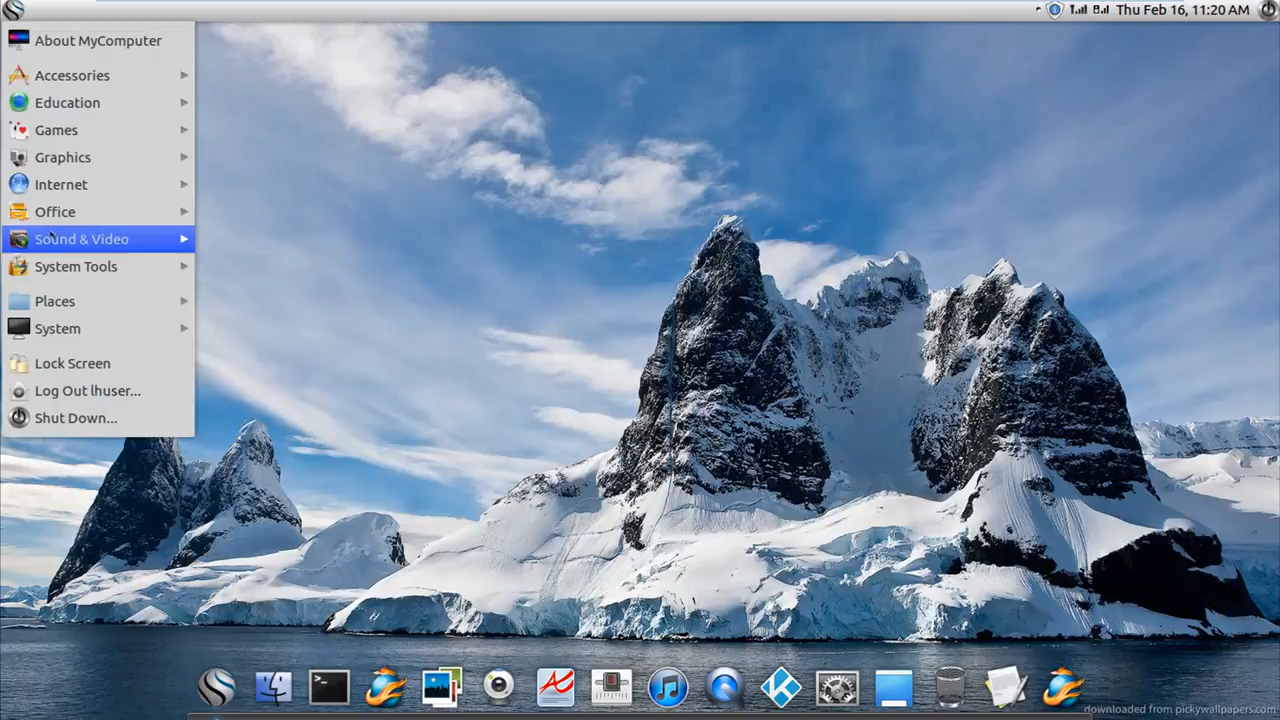 Thu Feb 16, 11:20 AM
About MyComputer
Accessories
Education
Games
Graphics
Internet
Office
Sound & Video
System Tools
Places
System
Lock Screen
Log Out lhuser...
Shut Down...
>_
downloaded from pickywallpapers.com